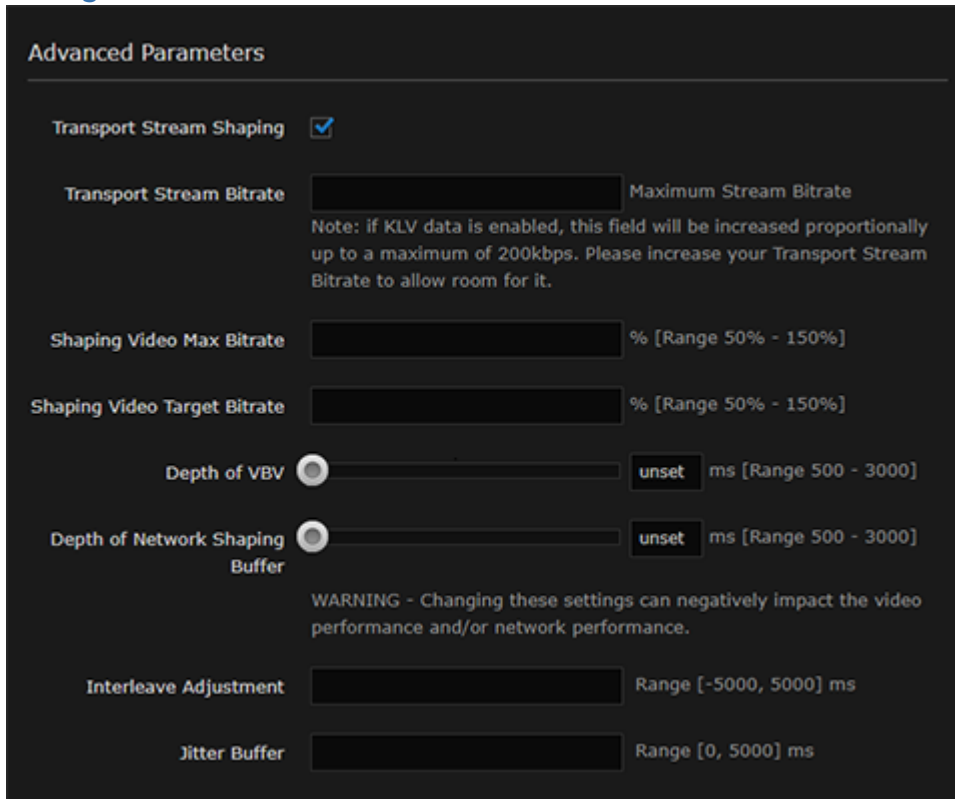 Advanced Parameters
Transport Stream Shaping
Transport Stream Bitrate Maximum Stream Bitrate
Note: if KLV data is enabled, this field will be increased proportionally
up to a maximum of 200kbps. Please increase your Transport Stream
Bitrate to allow room for it.
Shaping Video Max Bitrate % [Range 50% - 150%]
Shaping Video Target Bitrate % [Range 50% - 150%]
Depth of VBV unset ms [Range 500 - 3000]
Depth of Network Shaping unset ms [Range 500 - 3000]
Buffer
WARNING - Changing these settings can negatively impact the video
performance and/or network performance.
Interleave Adjustment Range [-5000, 5000] ms
Jitter Buffer Range [0, 5000] ms